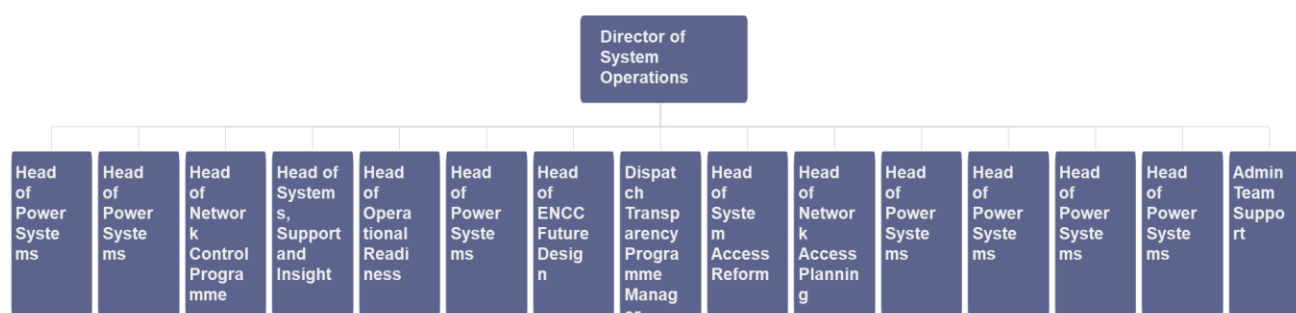 Director of
System
Operations
Head
of
Power
Syste
ms
Head
of
Power
Syste
ms
Head
of
Networ
k
Control
Progra
mme
Head of
System
s,
Support
and
Insight
Head
of
Opera
tional
Readi
ness
Head
of
Power
Syste
ms
Head
of
ENCC
Future
Desig
n
Dispat
ch
Transp
arency
Progra
mme
Manag
Head
of
Syste
m
Access
Reform
Head
of
Networ
k
Access
Plannin
g
Head
of
Power
Syste
ms
Head
of
Power
Syste
ms
Head
of
Power
Syste
ms
Head
of
Power
Syste
ms
Admin
Team
Suppo
rt